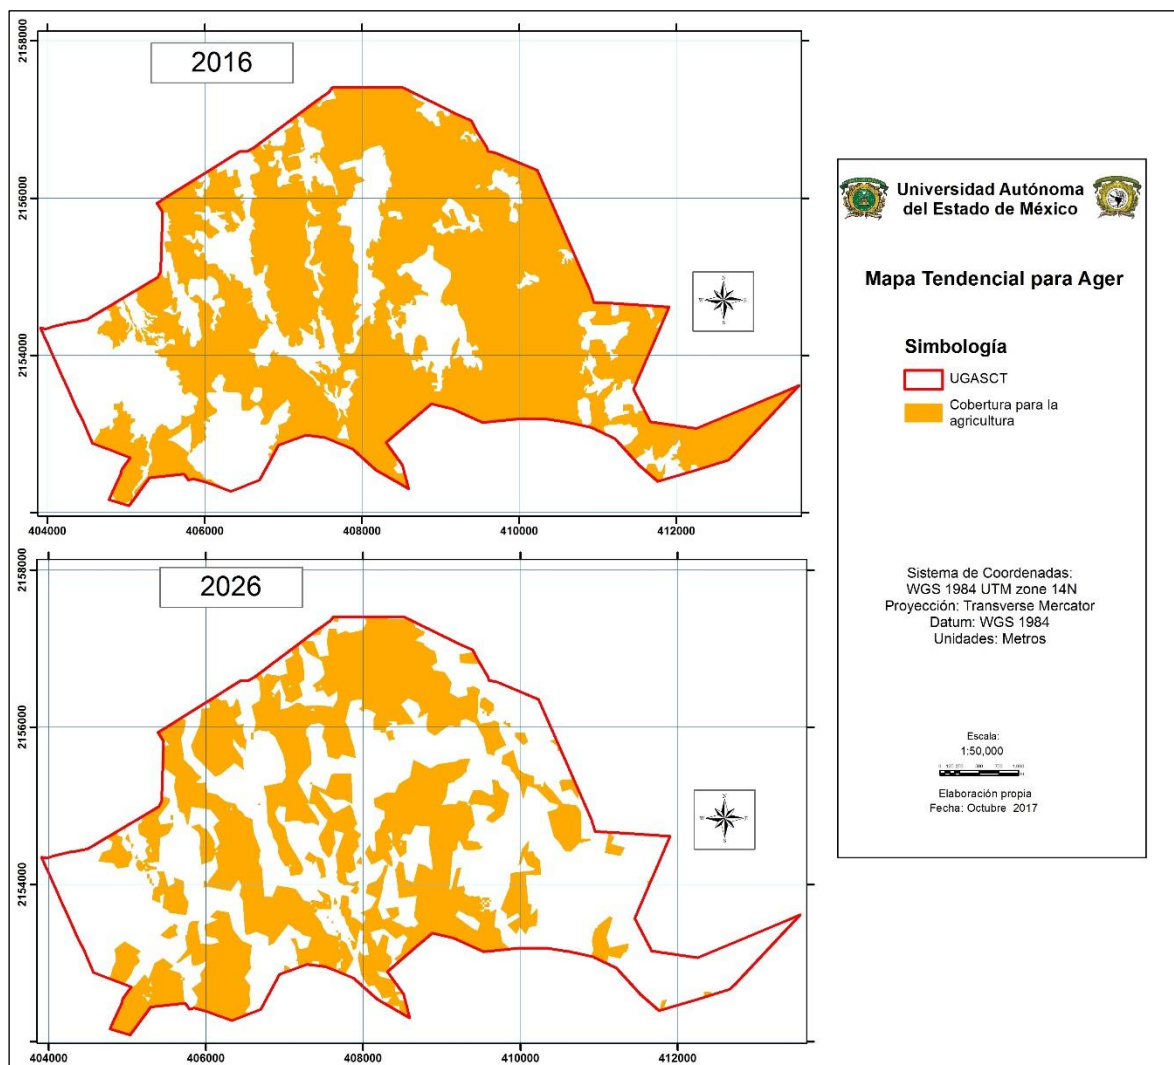 2016
2158000
2156000
2154000
404000
406000
408000
410000
412000
2026
2158000
2156000
2154000
404000
406000
408000
410000
412000
Universidad Autónoma
del Estado de México
Mapa Tendencial para Ager
Simbología
UGASCT
Cobertura para la
agricultura
Sistema de Coordenadas:
WGS 1984 UTM zone 14N
Proyección: Transverse Mercator
Datum: WGS 1984
Unidades: Metros
Escala:
1:50,000
Elaboración propia
Fecha: Octubre 2017